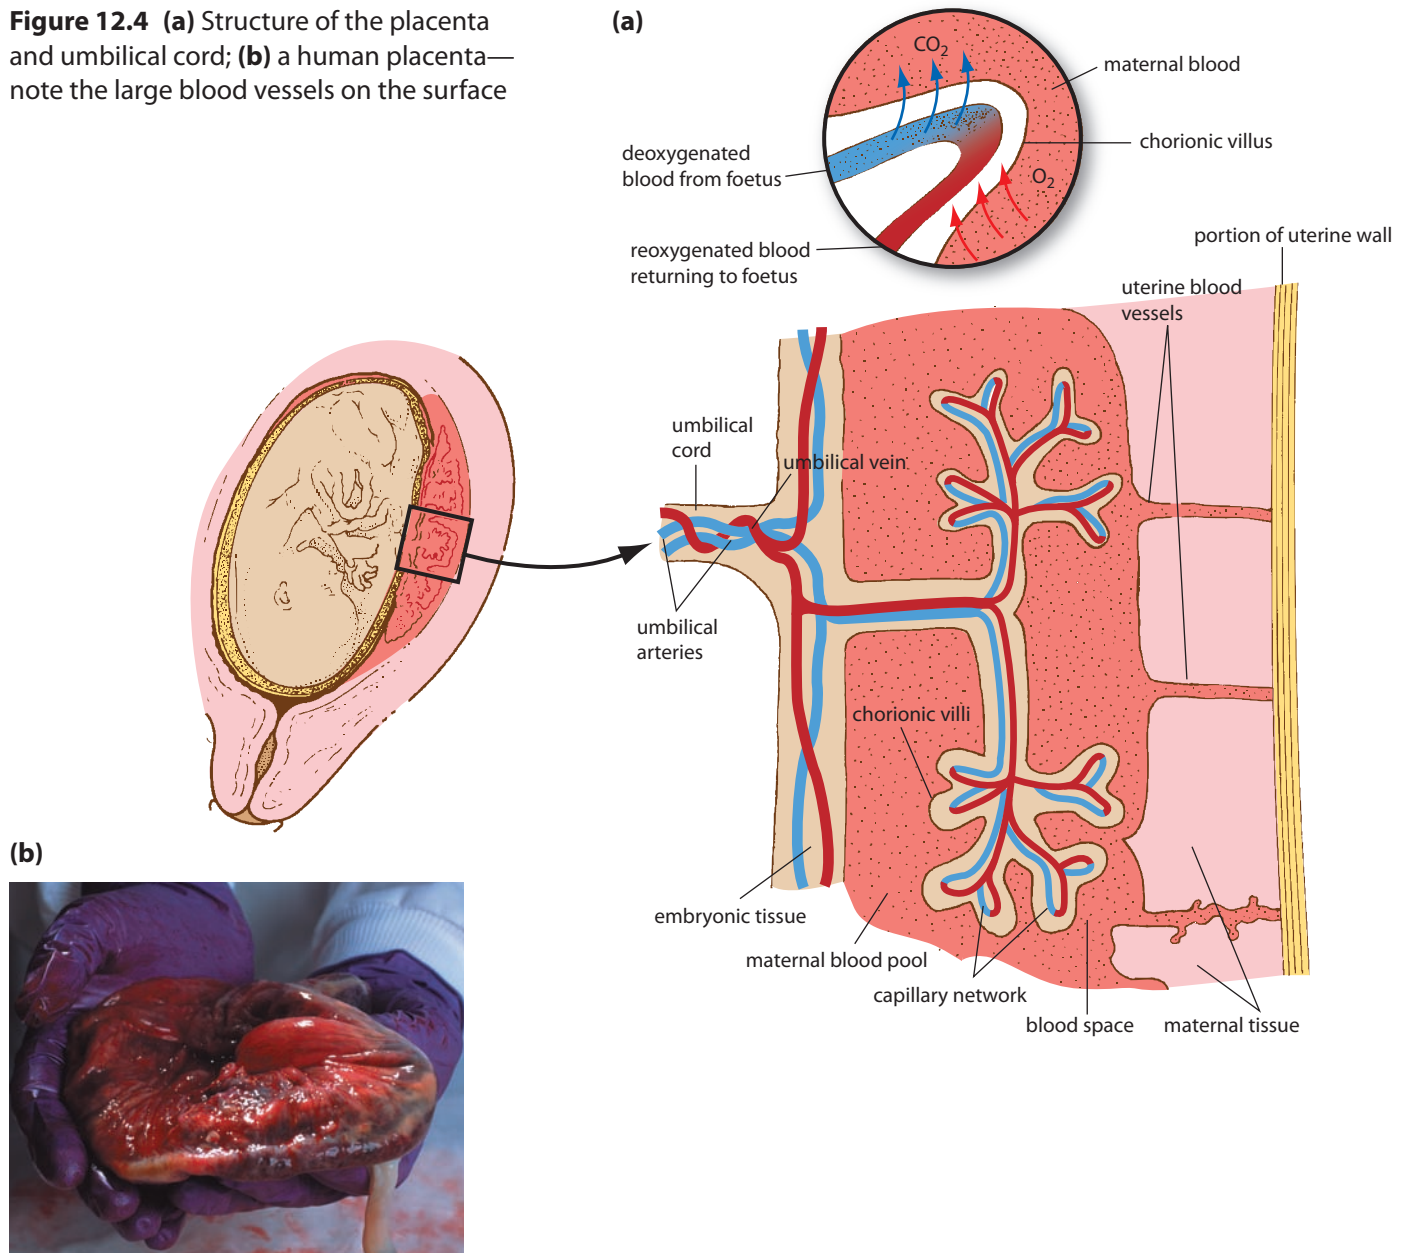 Figure 12.4 (a) Structure of the placenta
and umbilical cord; (b) a human placenta—
note the large blood vessels on the surface
(a)
CO2
maternal blood
chorionic villus
deoxygenated
blood from foetus
O2
reoxygenated blood
returning to foetus
portion of uterine wall
uterine blood
vessels
umbilical
cord
umbilical vein
umbilical
arteries
chorionic villi
embryonic tissue
maternal blood pool
capillary network
blood space
maternal tissue
(b)